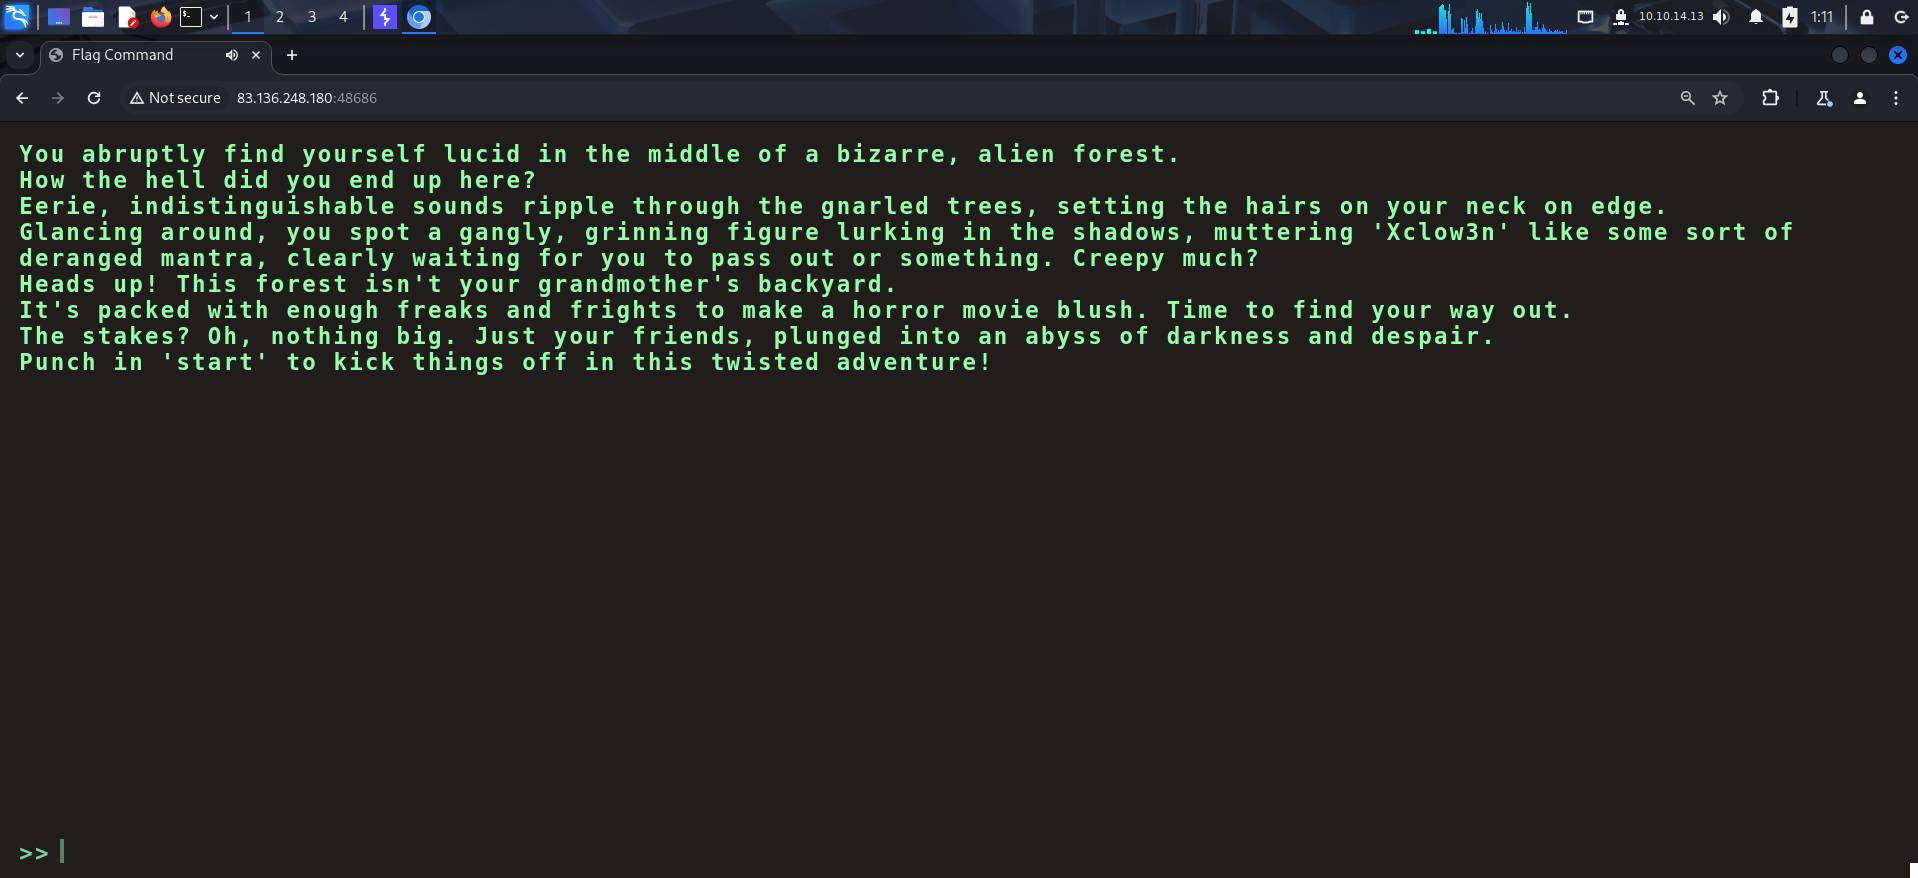 1 2 3 4 10.10.14.13 1:11
Flag Command
Not secure 83.136.248.180:48686
You abruptly find yourself lucid in the middle of a bizarre, alien forest.
How the hell did you end up here?
Eerie, indistinguishable sounds ripple through the gnarled trees, setting the hairs on your neck on edge.
Glancing around, you spot a gangly, grinning figure lurking in the shadows, muttering 'Xclow3n' like some sort of
deranged mantra, clearly waiting for you to pass out or something. Creepy much?
Heads up! This forest isn't your grandmother's backyard.
It's packed with enough freaks and frights to make a horror movie blush. Time to find your way out.
The stakes? Oh, nothing big. Just your friends, plunged into an abyss of darkness and despair.
Punch in 'start' to kick things off in this twisted adventure!
>>